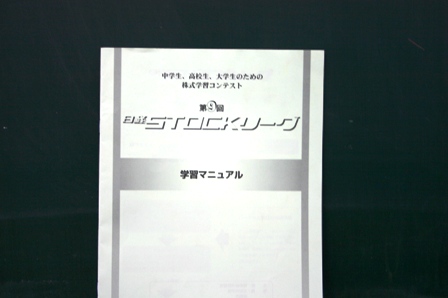 中学生、高校生、大学生のための
株式学習コンテスト
第2回
日経STOCKリーグ
学習マニュアル